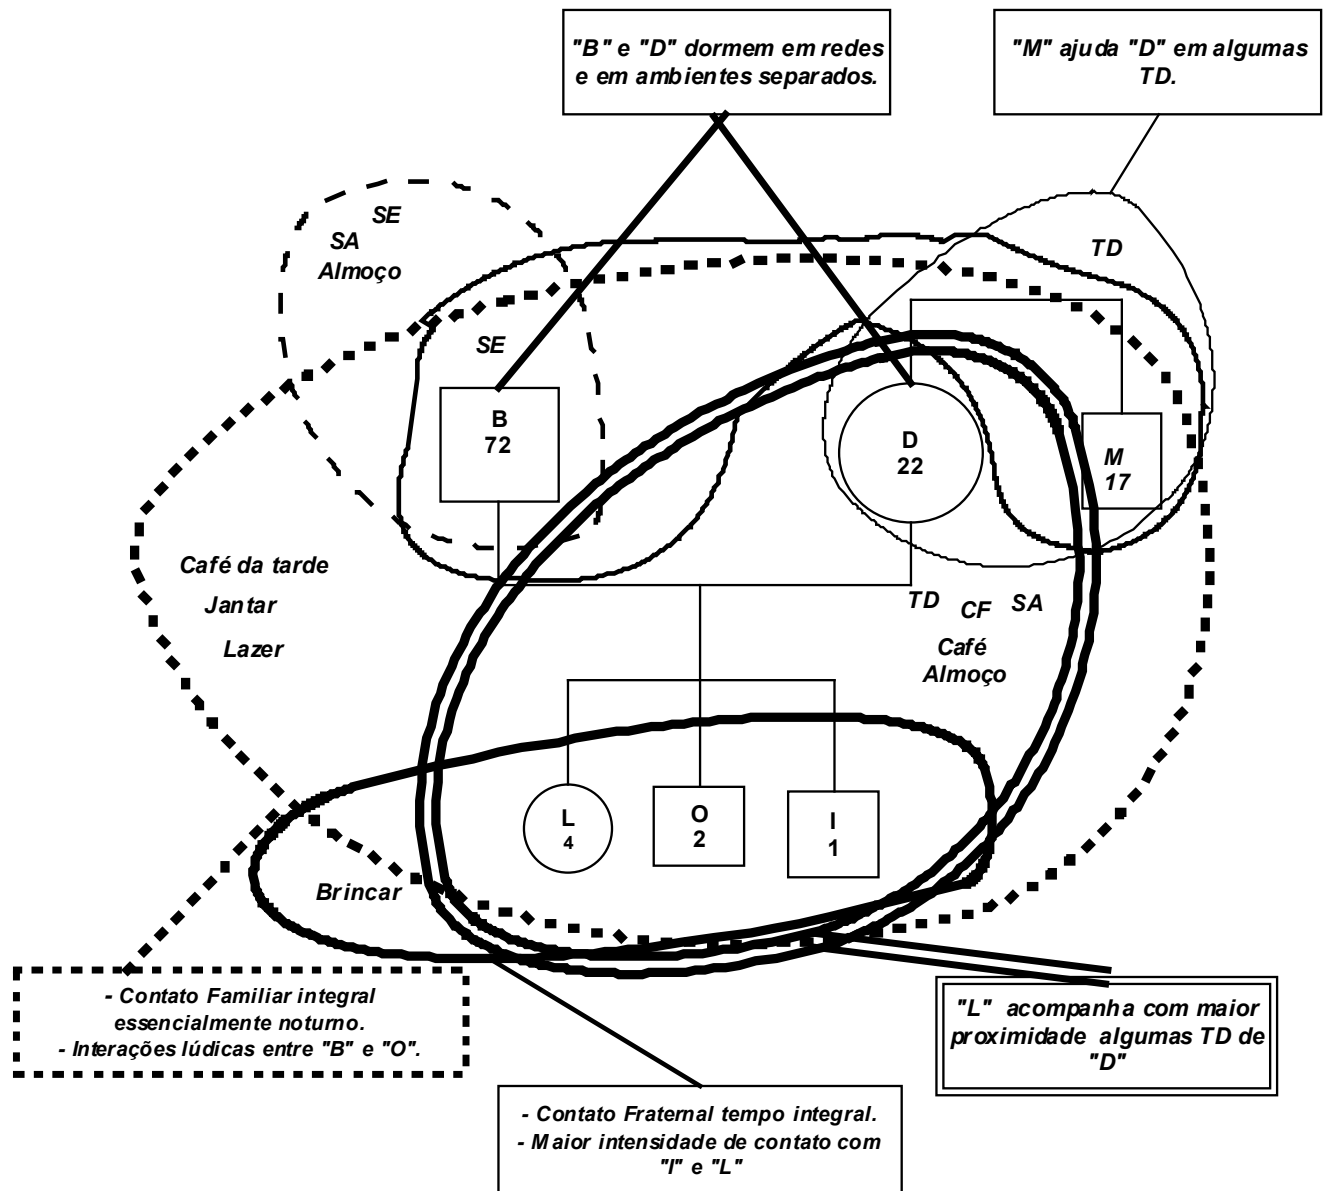 "B" e "D" dormem em redes
e em ambientes separados.
"M" ajuda "D" em algumas
TD.
SE
SA
Almoço
TD
SE
B
72
D
22
M
17
Café da tarde
Jantar
Lazer
TD CF SA
Café
Almoço
L
4
O
2
I
1
Brincar
- Contato Familiar integral
essencialmente noturno.
- Interações lúdicas entre "B" e "O".
"L" acompanha com maior
proximidade algumas TD de
"D"
- Contato Fraternal tempo integral.
- Maior intensidade de contato com
"I" e "L"